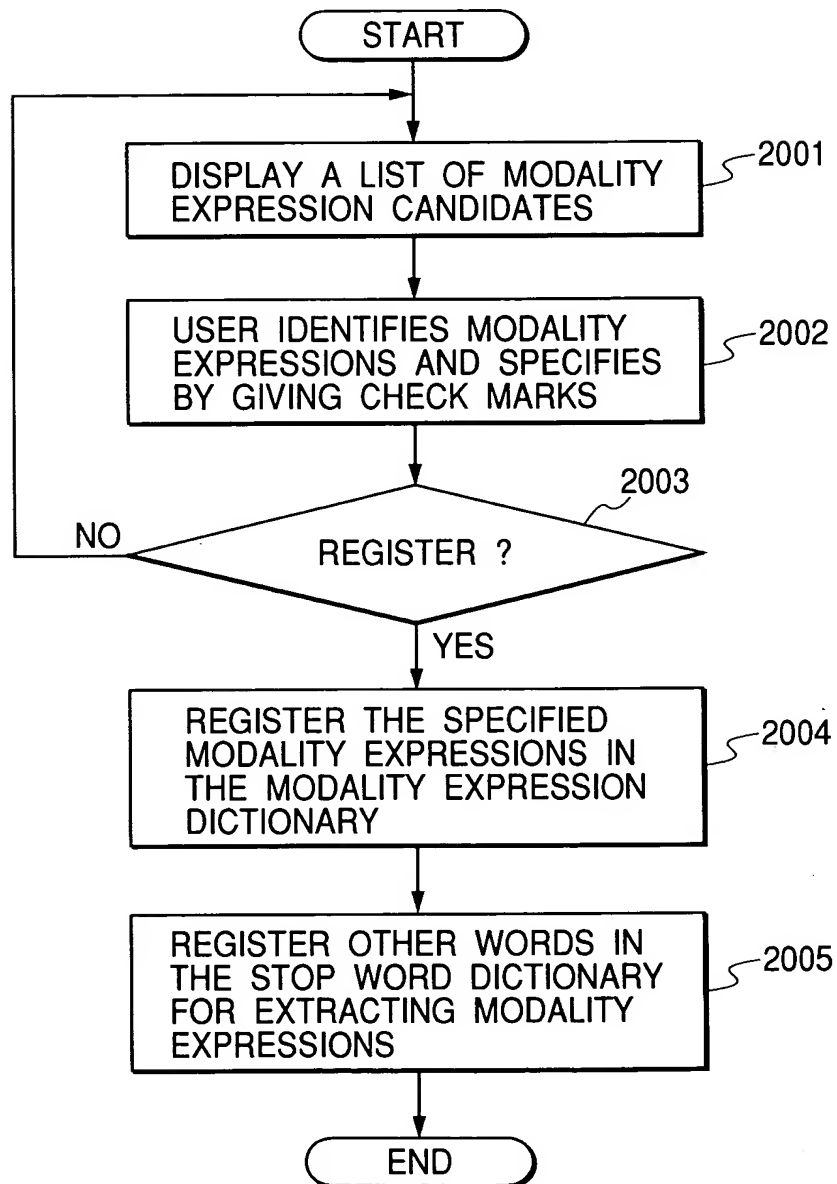 START
DISPLAY A LIST OF MODALITY
EXPRESSION CANDIDATES
2001
USER IDENTIFIES MODALITY
EXPRESSIONS AND SPECIFIES
BY GIVING CHECK MARKS
2002
2003
NO
REGISTER ?
YES
REGISTER THE SPECIFIED
MODALITY EXPRESSIONS IN
THE MODALITY EXPRESSION
DICTIONARY
2004
REGISTER OTHER WORDS IN
THE STOP WORD DICTIONARY
FOR EXTRACTING MODALITY
EXPRESSIONS
2005
END